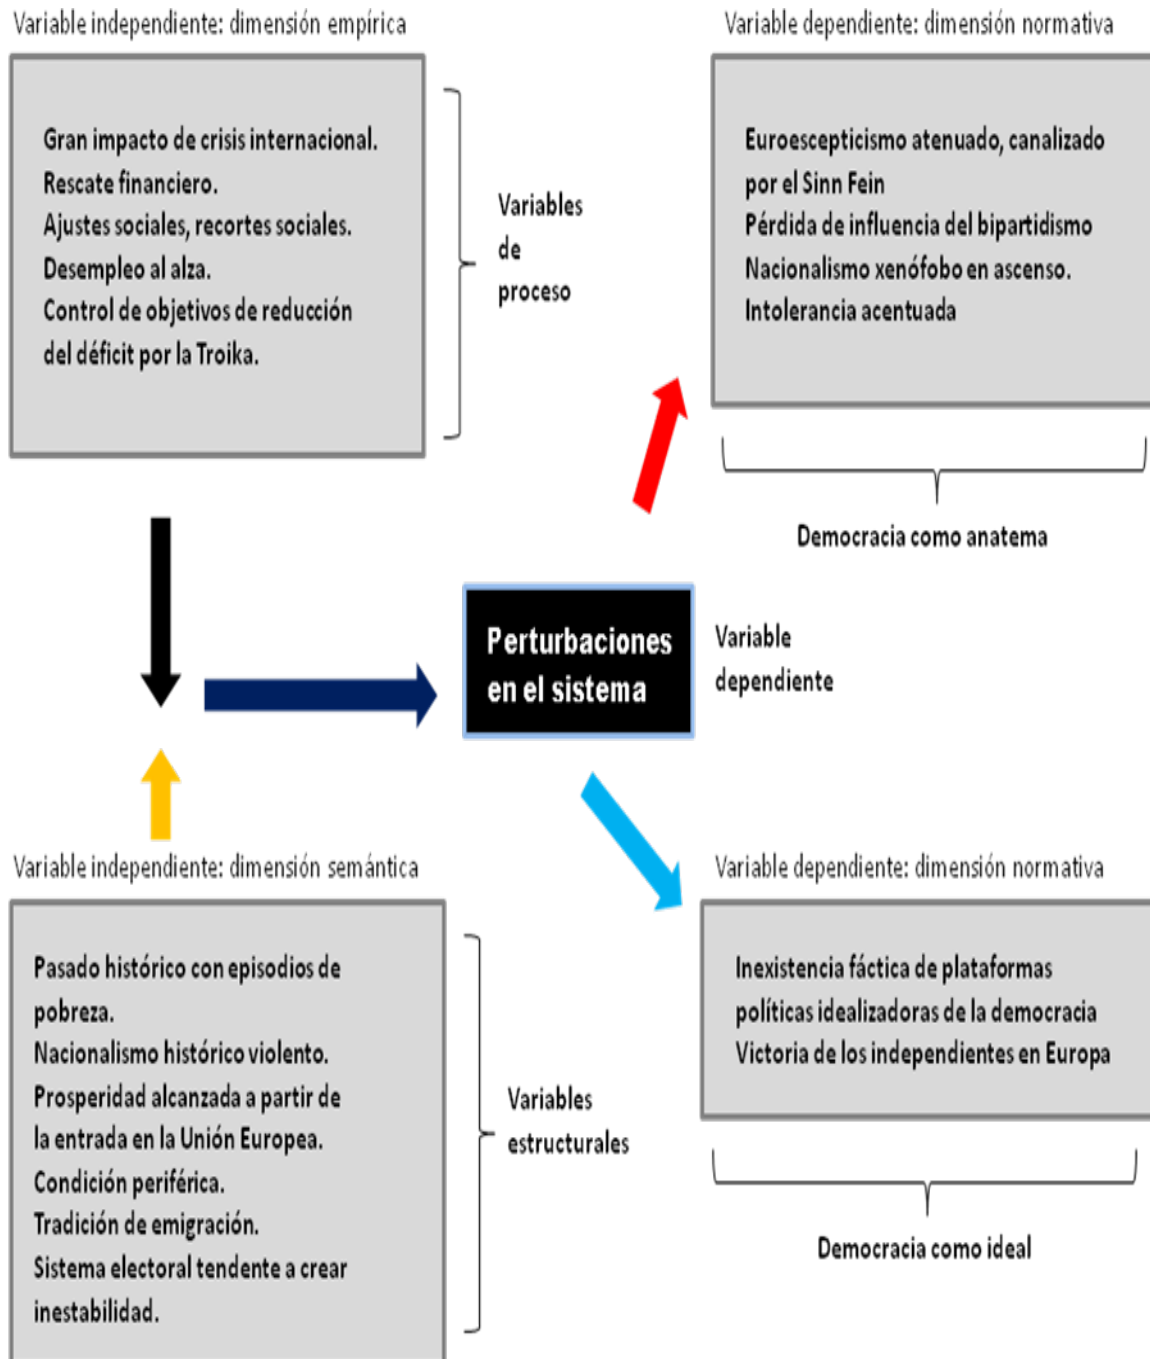 Variable independiente: dimensión empírica
Gran impacto de crisis internacional.
Rescate financiero.
Ajustes sociales, recortes sociales.
Desempleo al alza.
Control de objetivos de reducción
del déficit por la Troika.
Variables
de
proceso
Variable dependiente: dimensión normativa
Euroescepticismo atenuado, canalizado
por el Sinn Fein
Pérdida de influencia del bipartidismo
Nacionalismo xenófobo en ascenso.
Intolerancia acentuada
Democracia como anatema
Perturbaciones
en el sistema
Variable
dependiente
Variable independiente: dimensión semántica
Pasado histórico con episodios de
pobreza.
Nacionalismo histórico violento.
Prosperidad alcanzada a partir de
la entrada en la Unión Europea.
Condición periférica.
Tradición de emigración.
Sistema electoral tendente a crear
inestabilidad.
Variables
estructurales
Variable dependiente: dimensión normativa
Inexistencia fáctica de plataformas
políticas idealizadoras de la democracia
Victoria de los independientes en Europa
Democracia como ideal